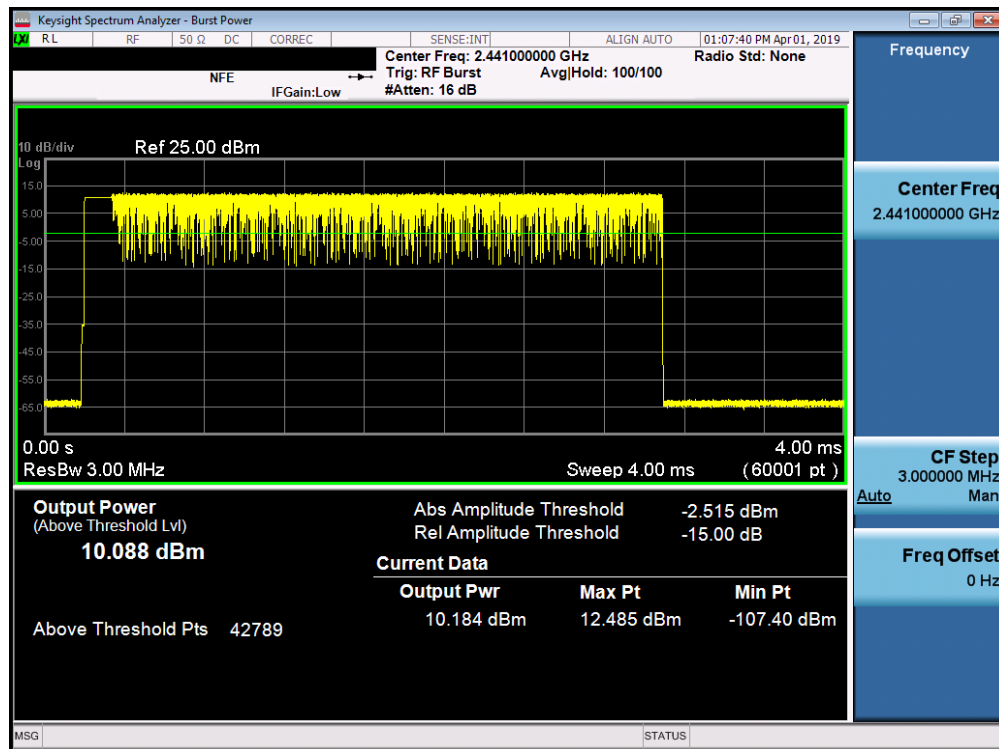 Keysight Spectrum Analyzer - Burst Power
LXI RL RF 50 Ω DC CORREC SENSE:INT ALIGN AUTO 01:07:40 PM Apr 01, 2019
Center Freq: 2.441000000 GHz Radio Std: None
NFE Trig: RF Burst Avg|Hold: 100/100
IFGain:Low #Atten: 16 dB
10 dB/div Ref 25.00 dBm
Log
15.0
5.00
-5.00
-15.0
-25.0
-35.0
-45.0
-55.0
-65.0
0.00 s 4.00 ms
ResBw 3.00 MHz Sweep 4.00 ms (60001 pt )
Output Power
(Above Threshold Lvl)
10.088 dBm
Above Threshold Pts 42789
Abs Amplitude Threshold -2.515 dBm
Rel Amplitude Threshold -15.00 dB
Current Data
Output Pwr Max Pt Min Pt
10.184 dBm 12.485 dBm -107.40 dBm
Frequency
Center Freq
2.441000000 GHz
CF Step
3.000000 MHz
Auto Man
Freq Offset
0 Hz
MSG STATUS